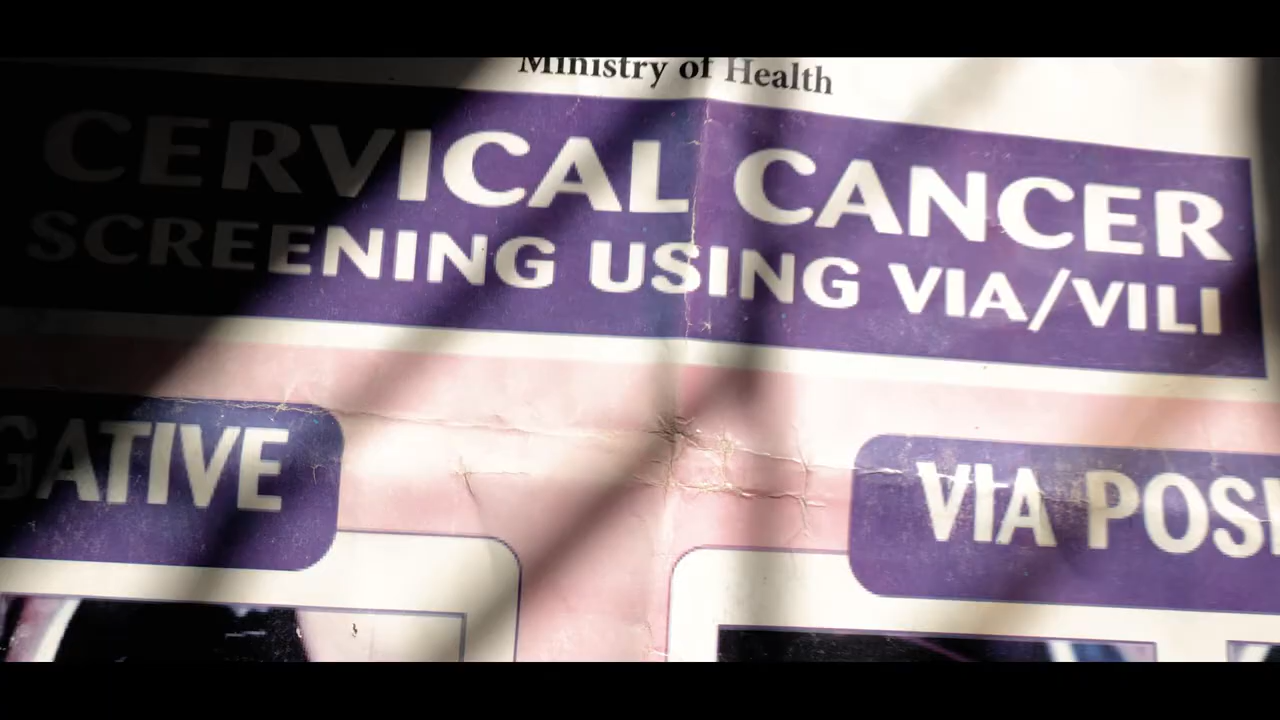 Ministry of Health
CERVICAL CANCER
SCREENING USING VIA/VILI
GATIVE
VIA POSI